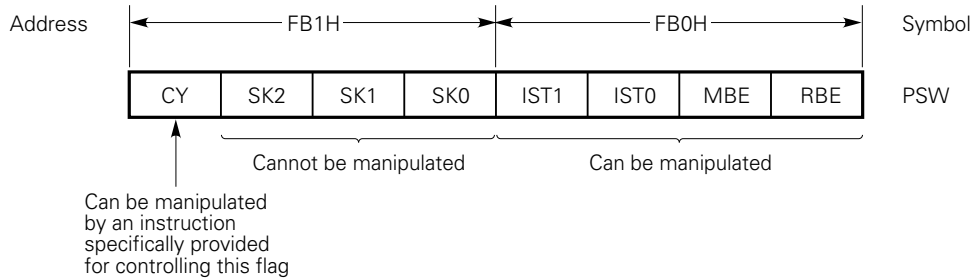 Address FB1H FB0H Symbol
CY SK2 SK1 SK0 IST1 IST0 MBE RBE PSW
Cannot be manipulated Can be manipulated
Can be manipulated
by an instruction
specifically provided
for controlling this flag